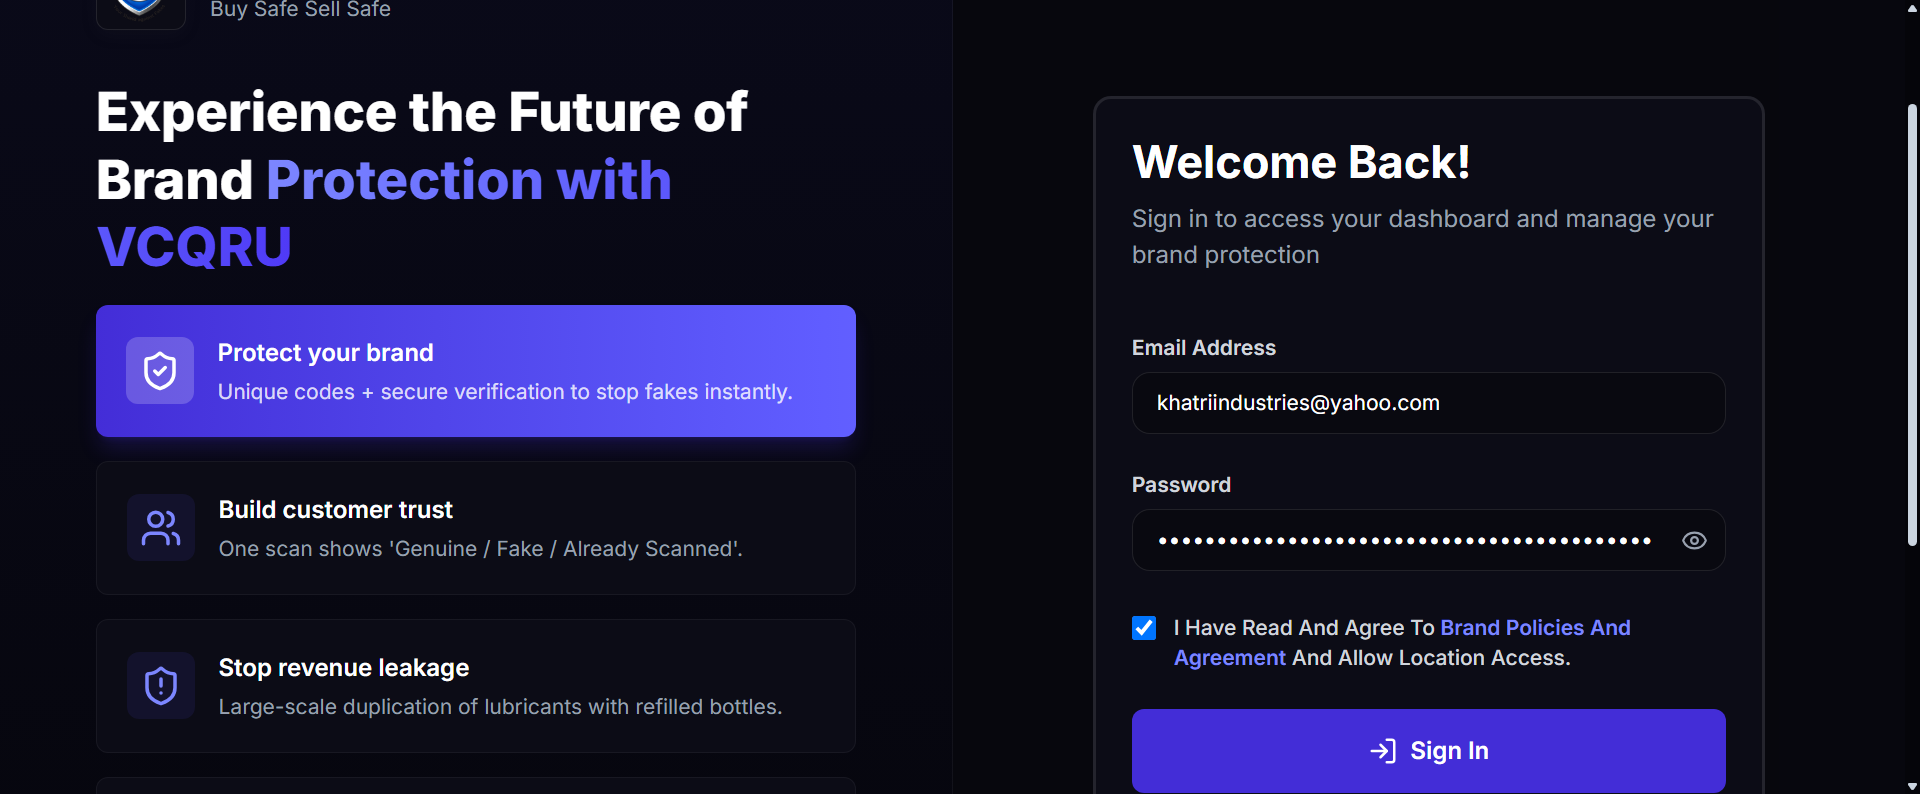 Buy Safe Sell Safe
Experience the Future of
Brand Protection with
VCQRU
Protect your brand
Unique codes + secure verification to stop fakes instantly.
Build customer trust
One scan shows 'Genuine / Fake / Already Scanned'.
Stop revenue leakage
Large-scale duplication of lubricants with refilled bottles.
Welcome Back!
Sign in to access your dashboard and manage your
brand protection
Email Address
khatriindustries@yahoo.com
Password
••••••••••••••••••••••••••••••••••••••••••
I Have Read And Agree To Brand Policies And
Agreement And Allow Location Access.
Sign In